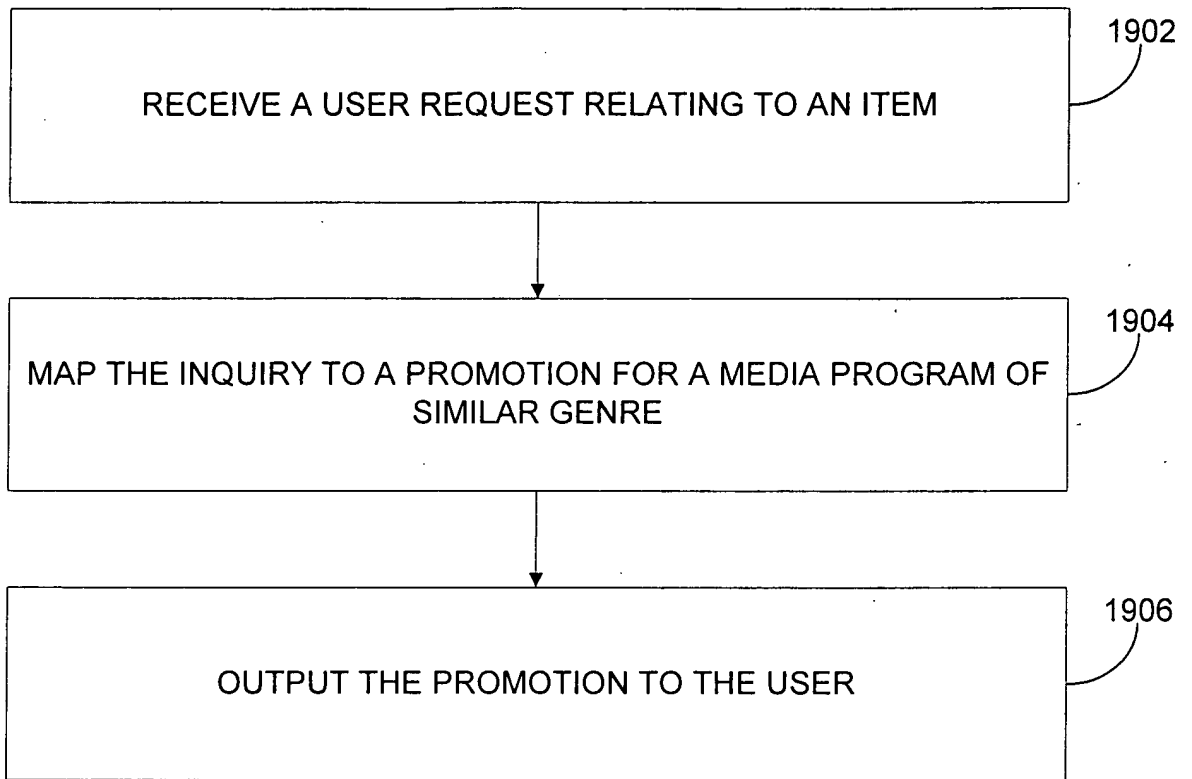 1902
RECEIVE A USER REQUEST RELATING TO AN ITEM
1904
MAP THE INQUIRY TO A PROMOTION FOR A MEDIA PROGRAM OF
SIMILAR GENRE
1906
OUTPUT THE PROMOTION TO THE USER